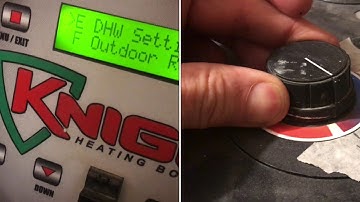 >E DHW Setti
F Outdoor R
NU / EXIT
KNIG
HEATING BO
DOWN